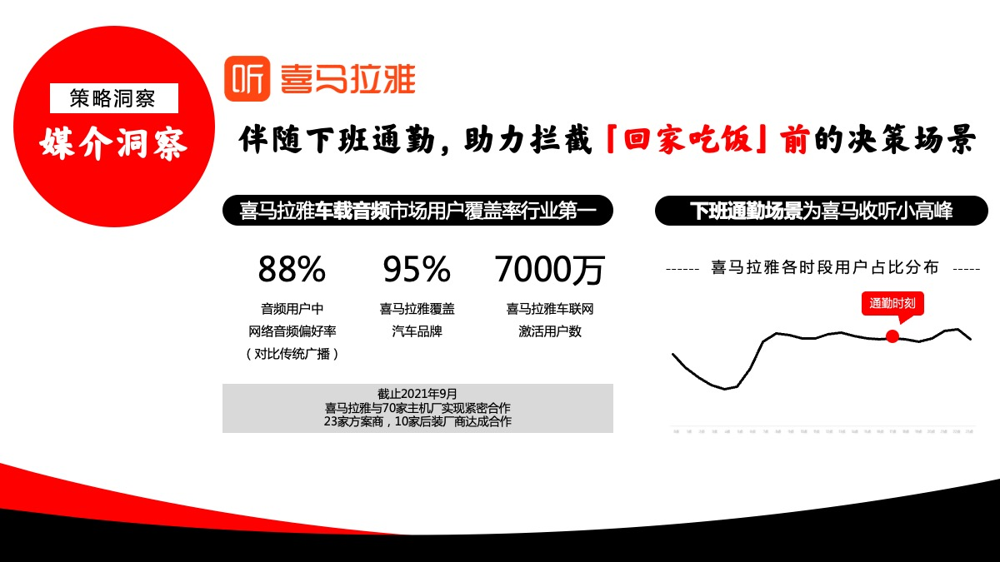 策略洞察
媒介洞察
听 喜马拉雅
伴随下班通勤，助力拦截「回家吃饭」前的决策场景
喜马拉雅车载音频市场用户覆盖率行业第一
88%
音频用户中
网络音频偏好率
（对比传统广播）
95%
喜马拉雅覆盖
汽车品牌
7000万
喜马拉雅车联网
激活用户数
截止2021年9月
喜马拉雅与70家主机厂实现紧密合作
23家方案商，10家后装厂商达成合作
下班通勤场景为喜马收听小高峰
------ 喜马拉雅各时段用户占比分布 -----
通勤时刻